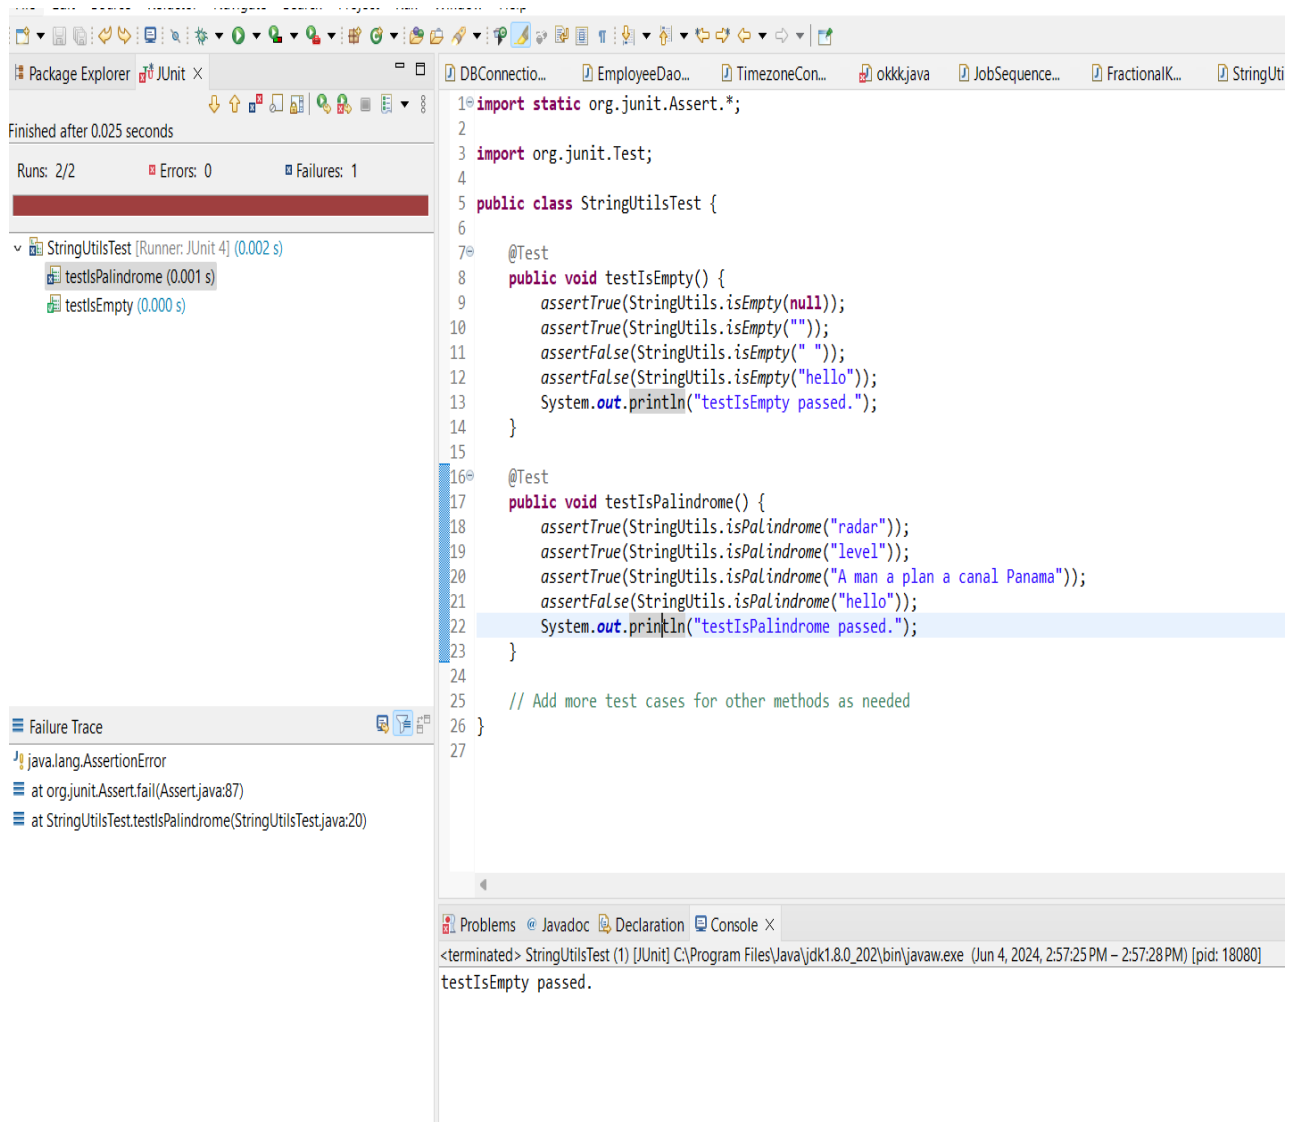 Package Explorer JUnit
Finished after 0.025 seconds
Runs: 2/2 Errors: 0 Failures: 1
StringUtilsTest [Runner: JUnit 4] (0.002 s)
testIsPalindrome (0.001 s)
testIsEmpty (0.000 s)
Failure Trace
java.lang.AssertionError
at org.junit.Assert.fail(Assert.java:87)
at StringUtilsTest.testIsPalindrome(StringUtilsTest.java:20)
DBConnectio... EmployeeDao... TimezoneCon... okkk.java JobSequence... FractionalK... StringUti
1 import static org.junit.Assert.*;
2
3 import org.junit.Test;
4
5 public class StringUtilsTest {
6
7 @Test
8 public void testIsEmpty() {
9 assertTrue(StringUtils.isEmpty(null));
10 assertTrue(StringUtils.isEmpty(""));
11 assertFalse(StringUtils.isEmpty(" "));
12 assertFalse(StringUtils.isEmpty("hello"));
13 System.out.println("testIsEmpty passed.");
14 }
15
16 @Test
17 public void testIsPalindrome() {
18 assertTrue(StringUtils.isPalindrome("radar"));
19 assertTrue(StringUtils.isPalindrome("level"));
20 assertTrue(StringUtils.isPalindrome("A man a plan a canal Panama"));
21 assertFalse(StringUtils.isPalindrome("hello"));
22 System.out.println("testIsPalindrome passed.");
23 }
24
25 // Add more test cases for other methods as needed
26 }
27
Problems Javadoc Declaration Console
<terminated> StringUtilsTest (1) [JUnit] C:\Program Files\Java\jdk1.8.0_202\bin\javaw.exe (Jun 4, 2024, 2:57:25 PM – 2:57:28 PM) [pid: 18080]
testIsEmpty passed.